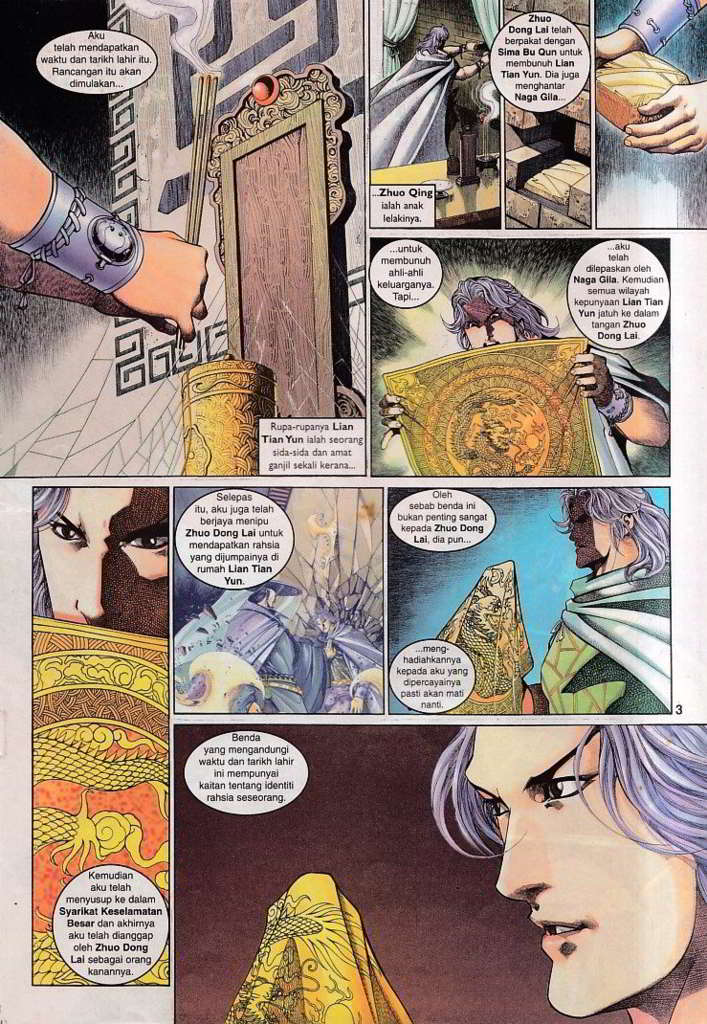 Aku
telah mendapatkan
waktu dan tarikh lahir itu.
Rancangan itu akan
dimulakan...
Rupa-rupanya Lian
Tian Yun ialah seorang
sida-sida dan amat
ganjil sekali kerana...
...Zhuo Qing
ialah anak
lelakinya.
Zhuo
Dong Lai telah
berpakat dengan
Sima Bu Qun untuk
membunuh Lian
Tian Yun. Dia juga
menghantar
Naga Gila...
...untuk
membunuh
ahli-ahli
keluarganya.
Tapi...
...aku
telah
dilepaskan oleh
Naga Gila. Kemudian
semua wilayah
kepunyaan Lian Tian
Yun jatuh ke dalam
tangan Zhuo
Dong Lai.
Kemudian
aku telah
menyusup ke dalam
Syarikat Keselamatan
Besar dan akhirnya
aku telah dianggap
oleh Zhuo Dong
Lai sebagai orang
kanannya.
Selepas
itu, aku juga telah
berjaya menipu
Zhuo Dong Lai untuk
mendapatkan rahsia
yang dijumpainya di
rumah Lian Tian
Yun.
Oleh
sebab benda ini
bukan penting sangat
kepada Zhuo Dong
Lai, dia pun...
...meng-
hadiahkannya
kepada aku yang
dipercayainya
pasti akan mati
nanti.
3
Benda
yang mengandungi
waktu dan tarikh lahir
ini mempunyai
kaitan tentang identiti
rahsia seseorang.